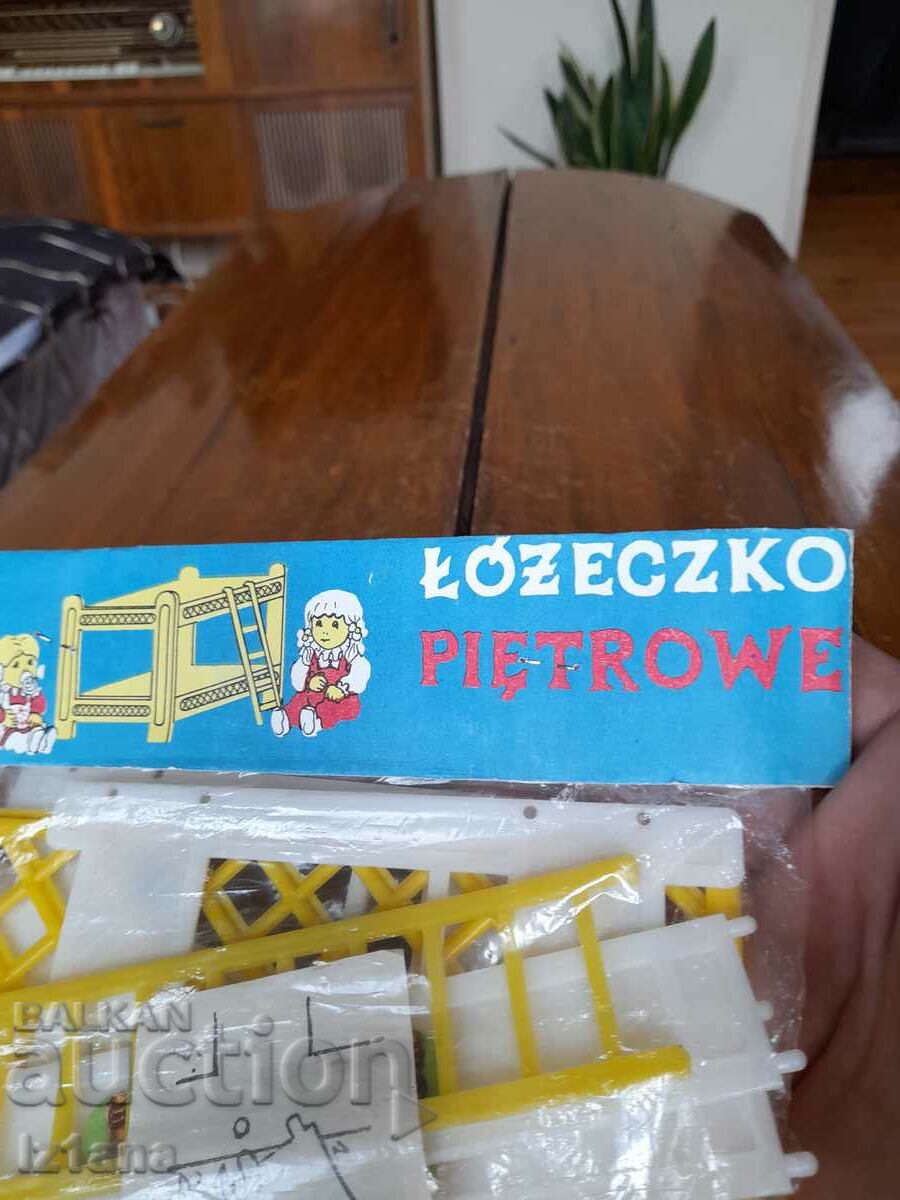 ŁÓŻECZKO
PIĘTROWE
BALKAN
auction
Iz1ana